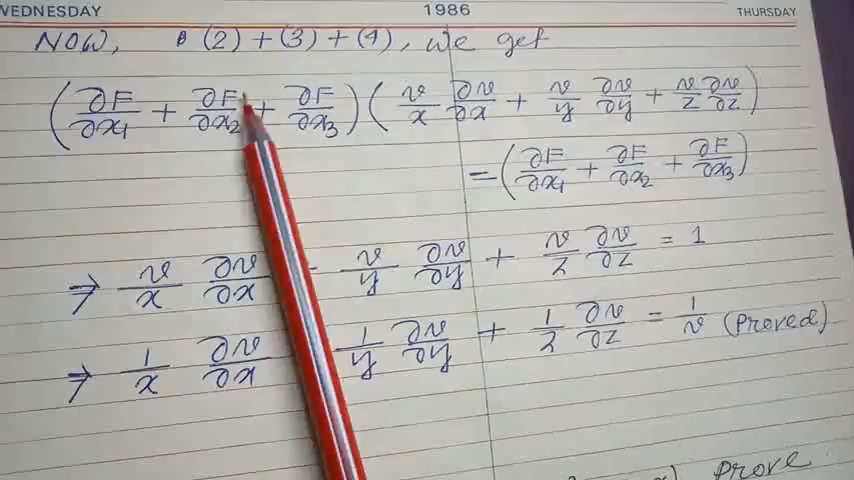 VEDNESDAY 1986 THURSDAY
NOW, (2) + (3) + (4), we get
(∂F/∂x₁ + ∂F/∂x₂ + ∂F/∂x₃) (v/x ∂v/∂x + v/y ∂v/∂y + v/z ∂v/∂z)
= (∂F/∂x₁ + ∂F/∂x₂ + ∂F/∂x₃)
⇒ v/x ∂v/∂x + v/y ∂v/∂y + v/z ∂v/∂z = 1
⇒ 1/x ∂v/∂x 1/y ∂v/∂y + 1/z ∂v/∂z = 1/v (Proved)
Prove